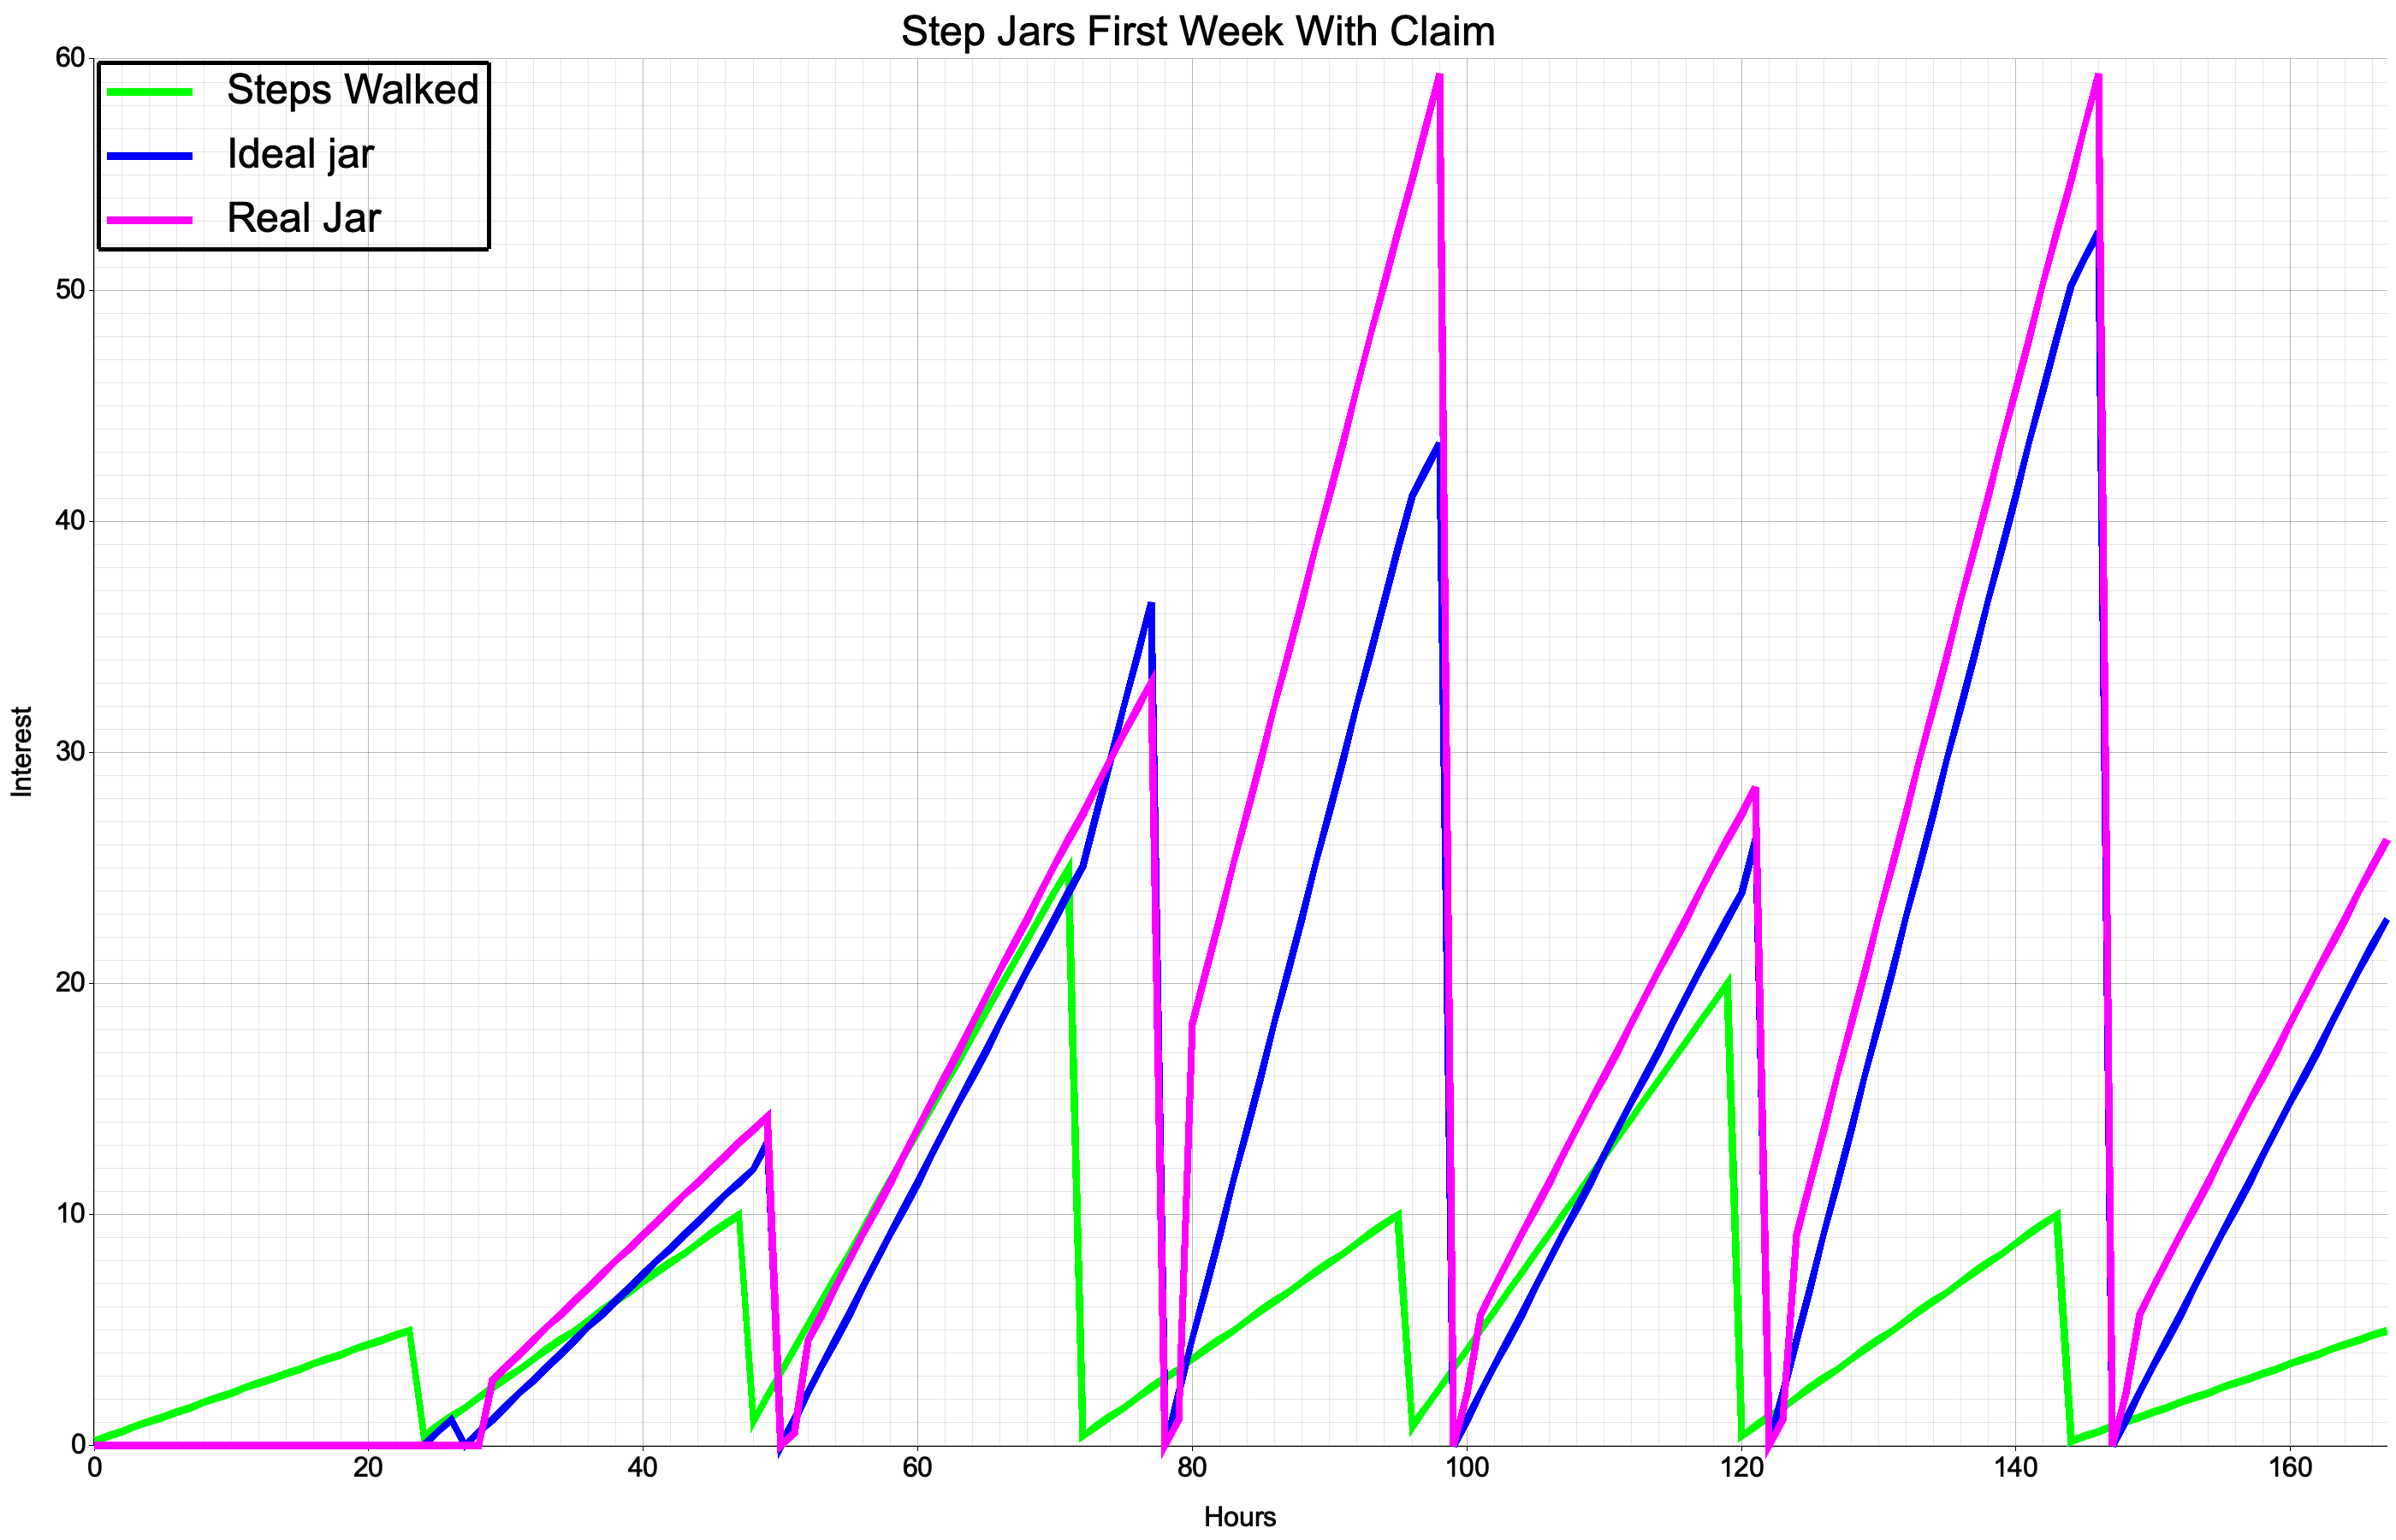 Step Jars First Week With Claim
Steps Walked
Ideal jar
Real Jar
60
50
40
30
20
10
0
Interest
0 20 40 60 80 100 120 140 160
Hours